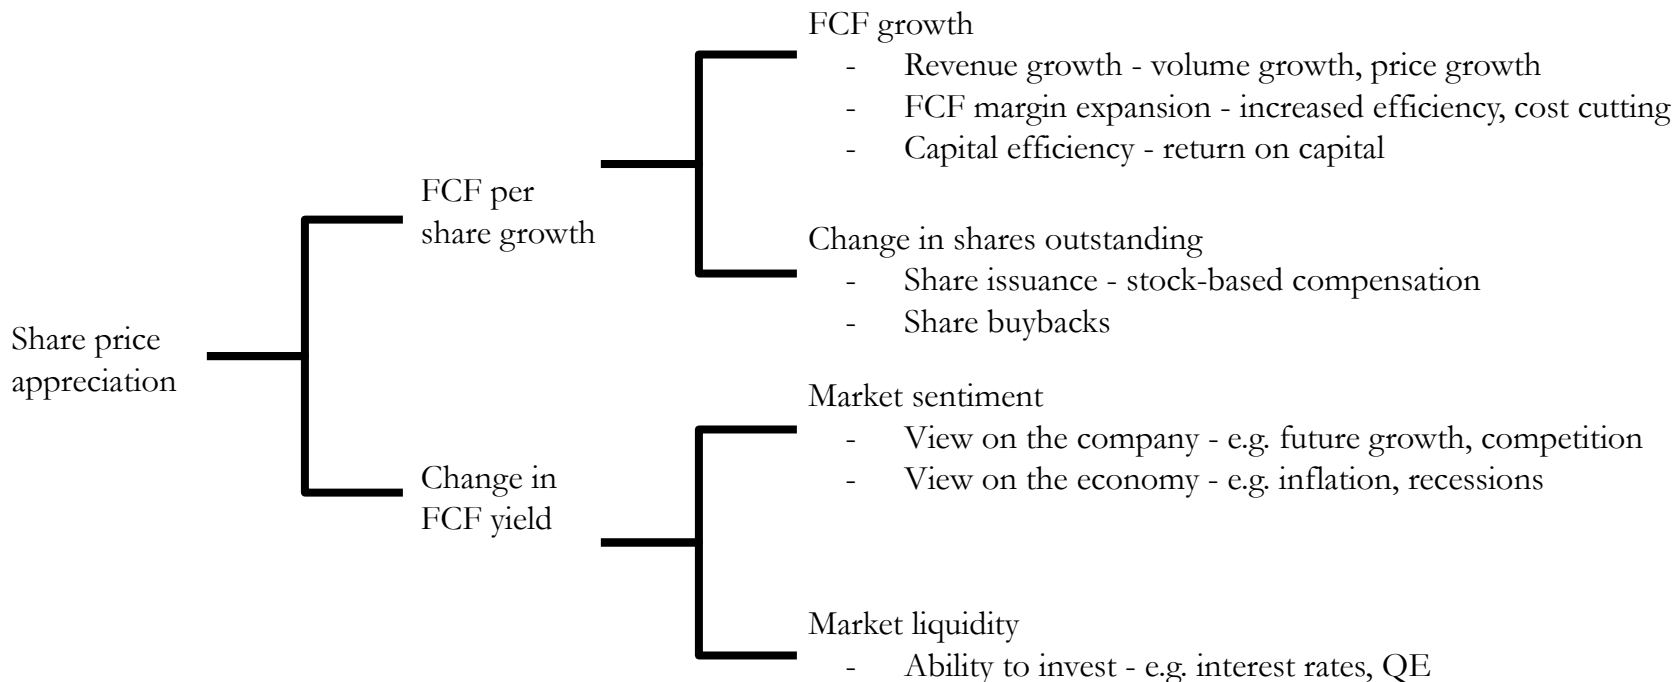 Share price
appreciation
FCF per
share growth
FCF growth
- Revenue growth - volume growth, price growth
- FCF margin expansion - increased efficiency, cost cutting
- Capital efficiency - return on capital
Change in shares outstanding
- Share issuance - stock-based compensation
- Share buybacks
Change in
FCF yield
Market sentiment
- View on the company - e.g. future growth, competition
- View on the economy - e.g. inflation, recessions
Market liquidity
- Ability to invest - e.g. interest rates, QE